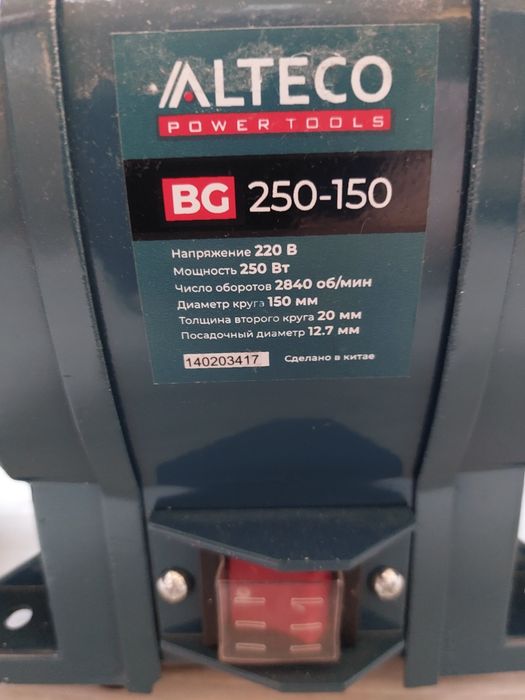 ALTECO
POWER TOOLS
BG 250-150
Напряжение 220 В
Мощность 250 Вт
Число оборотов 2840 об/мин
Диаметр круга 150 мм
Толщина второго круга 20 мм
Посадочный диаметр 12.7 мм
140203417 Сделано в китае